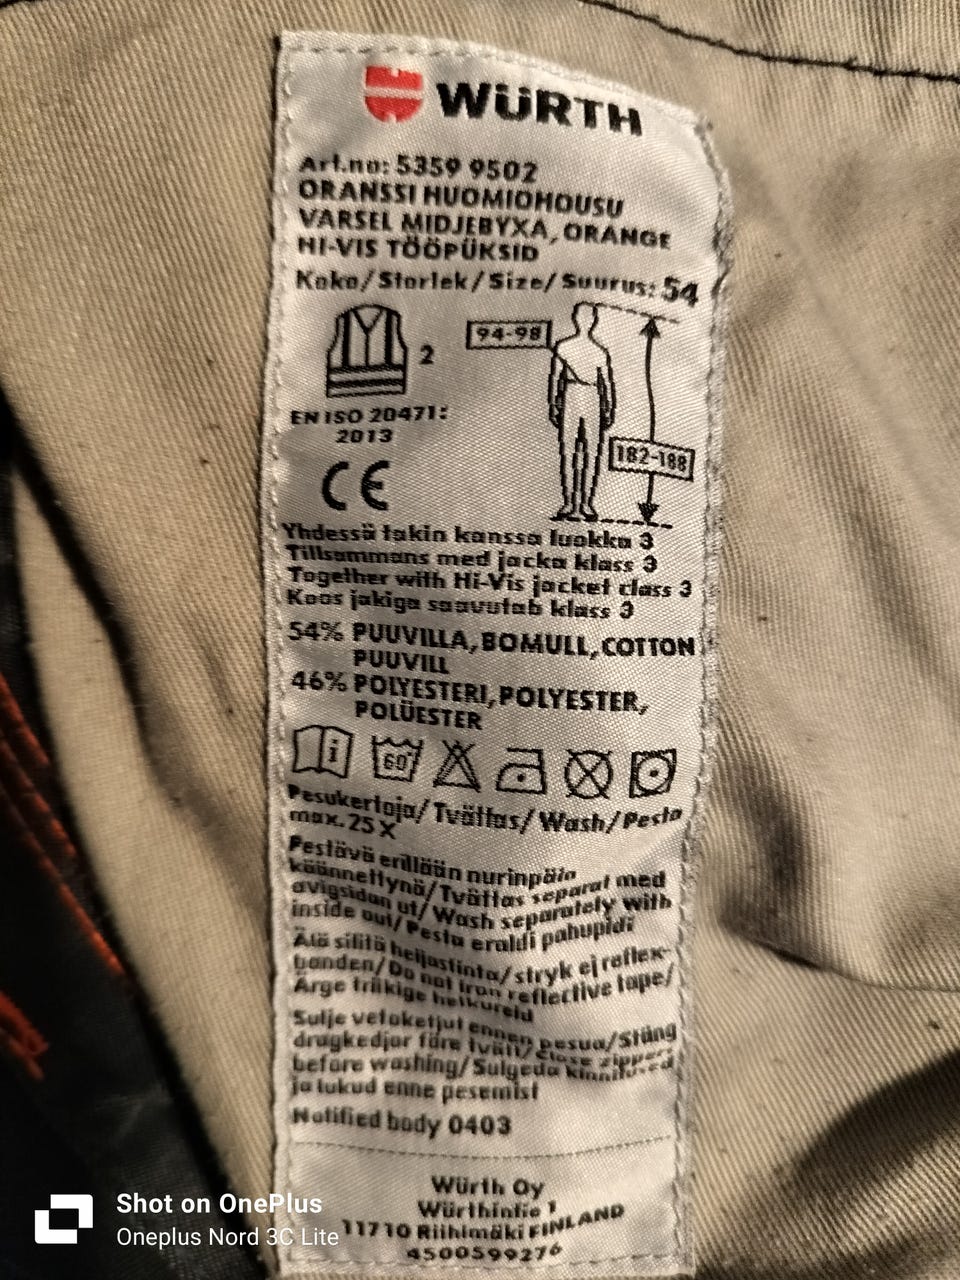 WÜRTH
Art.no: 5359 9502
ORANSSI HUOMIOHOUSU
VARSEL MIDJEBYXA, ORANGE
HI-VIS TÖÖPÜKSID
Koko/Storlek/Size/Suurus: 54
94-98
2
EN ISO 20471:
2013
182-188
CE
Yhdessä takin kanssa luokka 3
Tillsammans med jacka klass 3
Together with Hi-Vis jacket class 3
Koos jakiga saavutab klass 3
54% PUUVILLA, BOMULL, COTTON
PUUVILL
46% POLYESTERI, POLYESTER,
POLÜESTER
60°
Pesukertoja/Tvättas/Wash/Pesta
max. 25 X
Pestävä erillään nurinpäin
käännettynä/Tvättas separat med
avigsidan ut/Wash separately with
inside out/Pesta eraldi pahupidi
Älä silitä heijastinta/stryk ej reflex-
banden/Do not iron reflective tape/
Ärge triikige helkureid
Sulje vetoketjut ennen pesua/Stäng
dragkedjor före tvätt/Close zippers
before washing/Sulgeda kinnitused
ja lukud enne pesemist
Notified body 0403
Würth Oy
Würthintie 1
11710 Riihimäki FINLAND
4500599276
Shot on OnePlus
Oneplus Nord 3C Lite